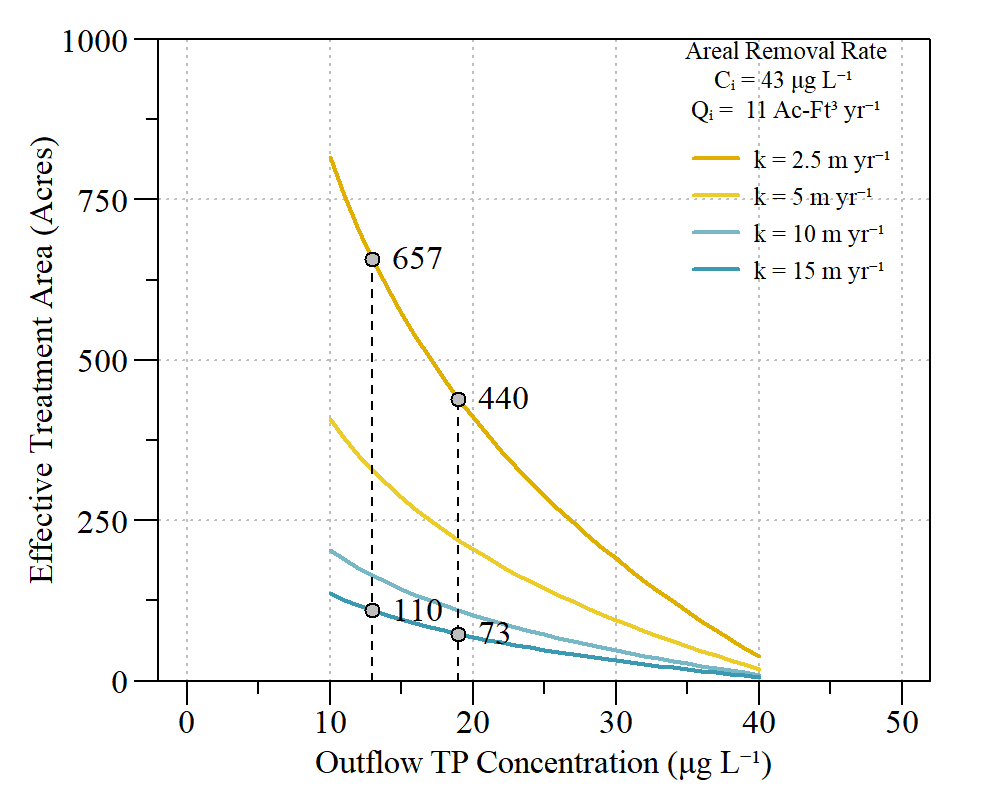 Areal Removal Rate
Cᵢ = 43 µg L⁻¹
Qᵢ = 11 Ac-Ft³ yr⁻¹
k = 2.5 m yr⁻¹
k = 5 m yr⁻¹
k = 10 m yr⁻¹
k = 15 m yr⁻¹
1000
750
500
250
0
Effective Treatment Area (Acres)
657
440
110
73
0
10
20
30
40
50
Outflow TP Concentration (µg L⁻¹)